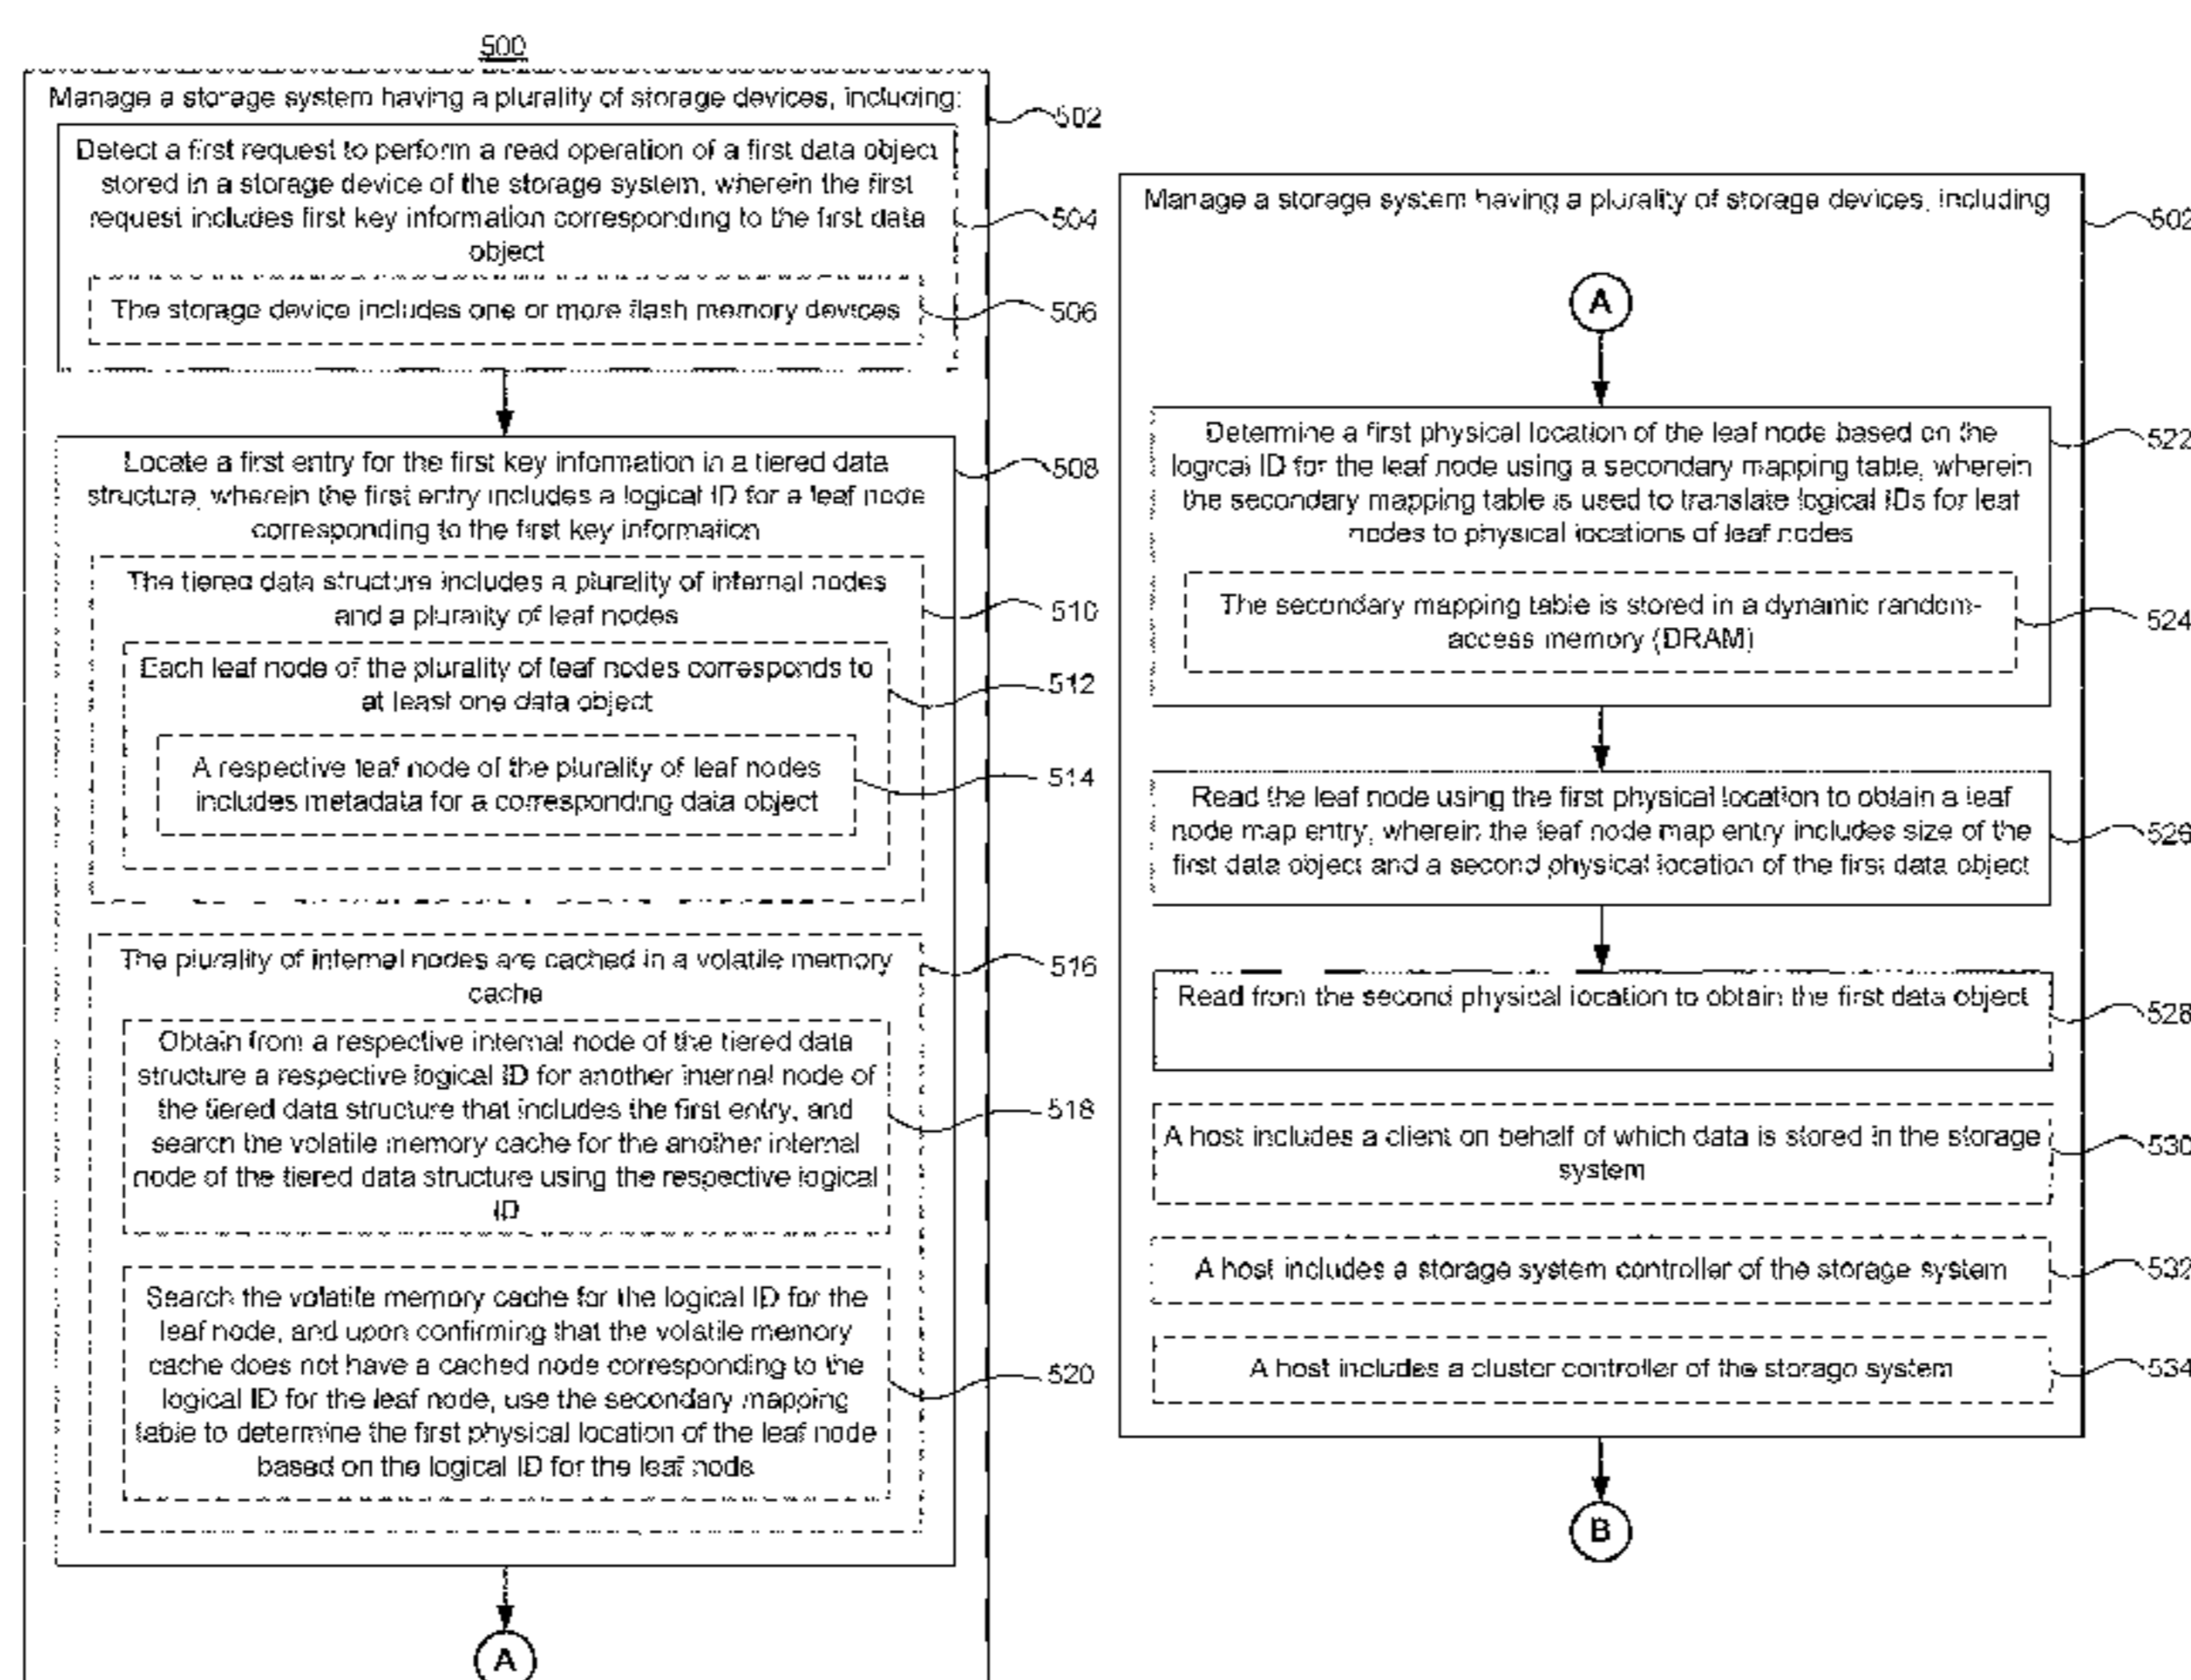 500
Manage a storage system having a plurality of storage devices, including:
502
Detect a first request to perform a read operation of a first data object
stored in a storage device of the storage system, wherein the first
request includes first key information corresponding to the first data
object
504
The storage device includes one or more flash memory devices
506
Locate a first entry for the first key information in a tiered data
structure, wherein the first entry includes a logical ID for a leaf node
corresponding to the first key information
508
The tiered data structure includes a plurality of internal nodes
and a plurality of leaf nodes
510
Each leaf node of the plurality of leaf nodes corresponds to
at least one data object
512
A respective leaf node of the plurality of leaf nodes
includes metadata for a corresponding data object
514
The plurality of internal nodes are cached in a volatile memory
cache
516
Obtain from a respective internal node of the tiered data
structure a respective logical ID for another internal node of
the tiered data structure that includes the first entry, and
search the volatile memory cache for the another internal
node of the tiered data structure using the respective logical
ID
518
Search the volatile memory cache for the logical ID for the
leaf node, and upon confirming that the volatile memory
cache does not have a cached node corresponding to the
logical ID for the leaf node, use the secondary mapping
table to determine the first physical location of the leaf node
based on the logical ID for the leaf node
520
A
Manage a storage system having a plurality of storage devices, including
502
A
Determine a first physical location of the leaf node based on the
logical ID for the leaf node using a secondary mapping table, wherein
the secondary mapping table is used to translate logical IDs for leaf
nodes to physical locations of leaf nodes
522
The secondary mapping table is stored in a dynamic random-
access memory (DRAM)
524
Read the leaf node using the first physical location to obtain a leaf
node map entry, wherein the leaf node map entry includes size of the
first data object and a second physical location of the first data object
526
Read from the second physical location to obtain the first data object
528
A host includes a client on behalf of which data is stored in the storage
system
530
A host includes a storage system controller of the storage system
532
A host includes a cluster controller of the storage system
534
B